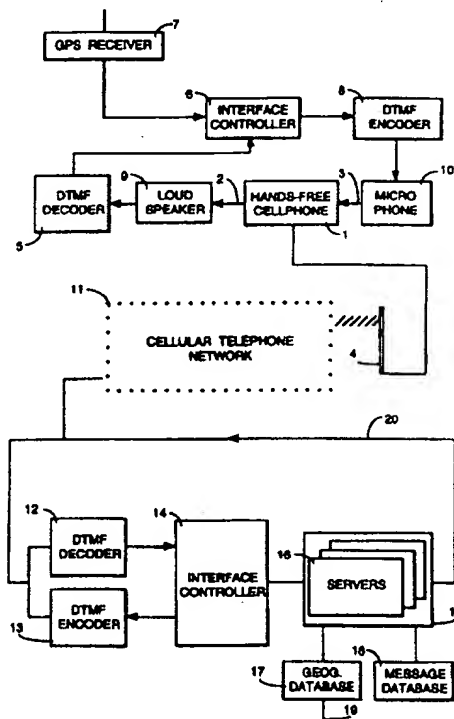 7
GPS RECEIVER
6
INTERFACE
CONTROLLER
8
DTMF
ENCODER
9
LOUD
SPEAKER
2
HANDS-FREE
CELLPHONE
3
MICRO
PHONE
10
DTMF
DECODER
5
1
11
CELLULAR TELEPHONE
NETWORK
4
20
12
DTMF
DECODER
14
INTERFACE
CONTROLLER
16
SERVERS
DTMF
ENCODER
13
17
GEOG.
DATABASE
18
MESSAGE
DATABASE
19